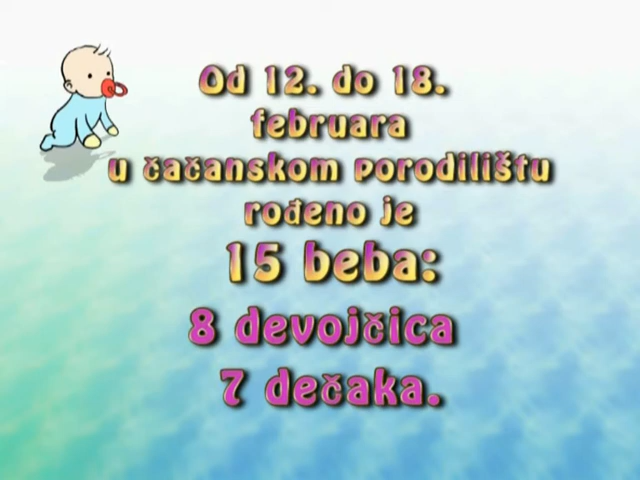 Od 12. do 18.
februara
u čačanskom porodilištu
rođeno je
15 beba:
8 devojčica
7 dečaka.